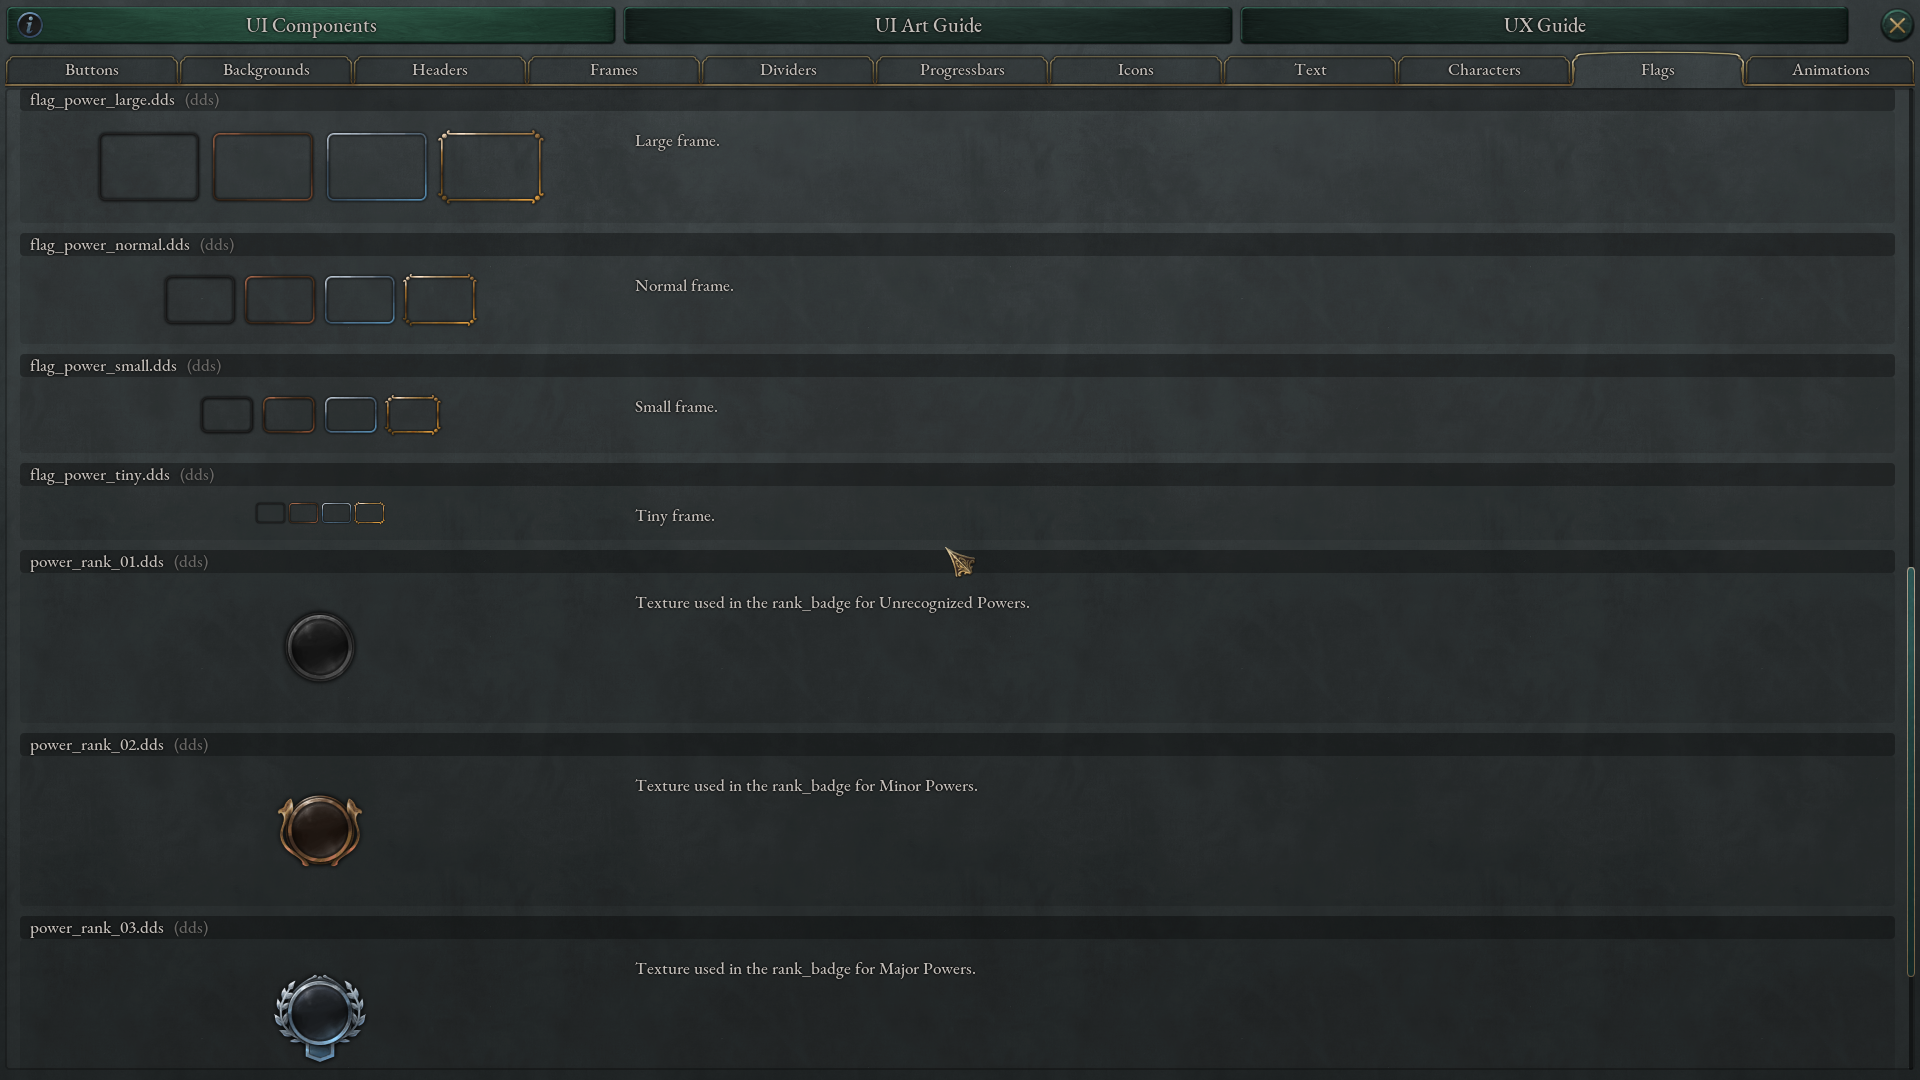 UI Components
UI Art Guide
UX Guide
Buttons
Backgrounds
Headers
Frames
Dividers
Progressbars
Icons
Text
Characters
Flags
Animations
flag_power_large.dds (dds)
Large frame.
flag_power_normal.dds (dds)
Normal frame.
flag_power_small.dds (dds)
Small frame.
flag_power_tiny.dds (dds)
Tiny frame.
power_rank_01.dds (dds)
Texture used in the rank_badge for Unrecognized Powers.
power_rank_02.dds (dds)
Texture used in the rank_badge for Minor Powers.
power_rank_03.dds (dds)
Texture used in the rank_badge for Major Powers.